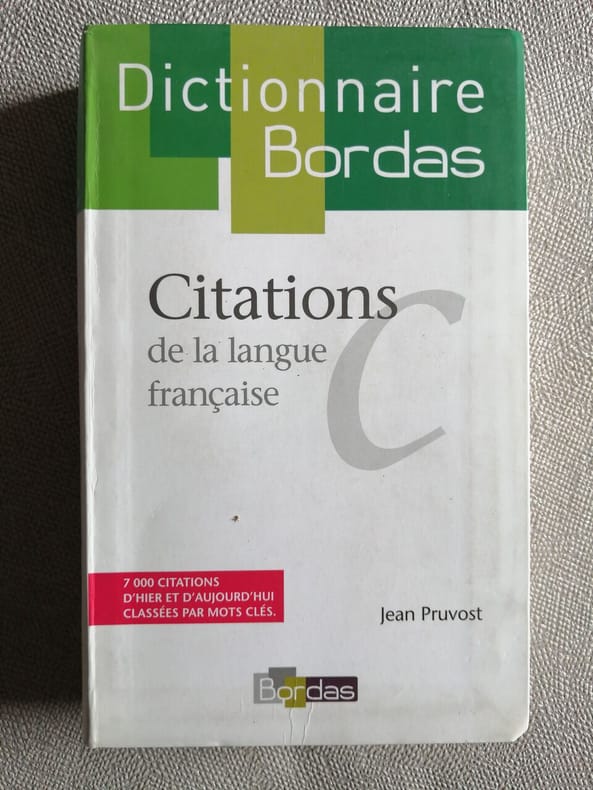 Dictionnaire
Bordas
Citations
de la langue
française
C
7 000 CITATIONS
D'HIER ET D'AUJOURD'HUI
CLASSÉES PAR MOTS CLÉS.
Jean Pruvost
Bordas